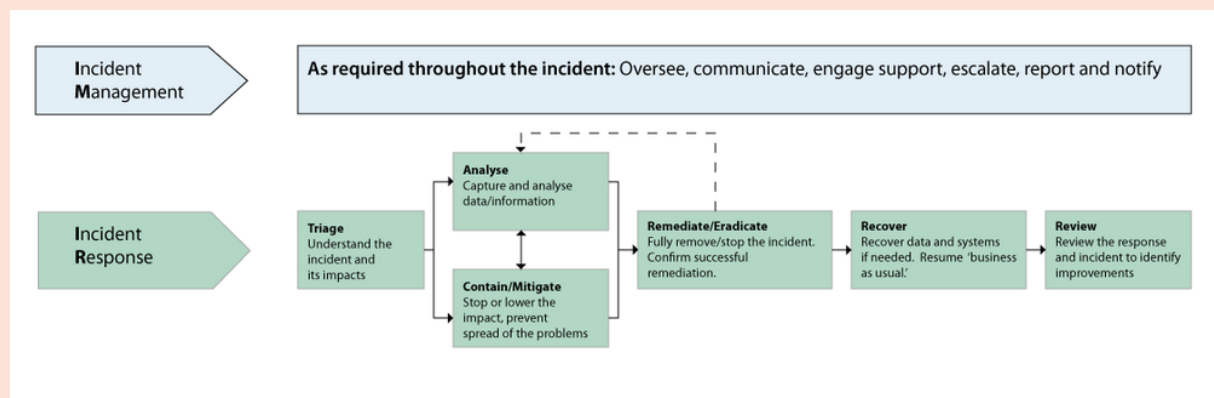 Incident
Management
As required throughout the incident: Oversee, communicate, engage support, escalate, report and notify
Incident
Response
Triage
Understand the
incident and
its impacts
Analyse
Capture and analyse
data/information
Contain/Mitigate
Stop or lower the
impact, prevent
spread of the problems
Remediate/Eradicate
Fully remove/stop the incident.
Confirm successful
remediation.
Recover
Recover data and systems
if needed.  Resume ‘business
as usual.’
Review
Review the response
and incident to identify
improvements